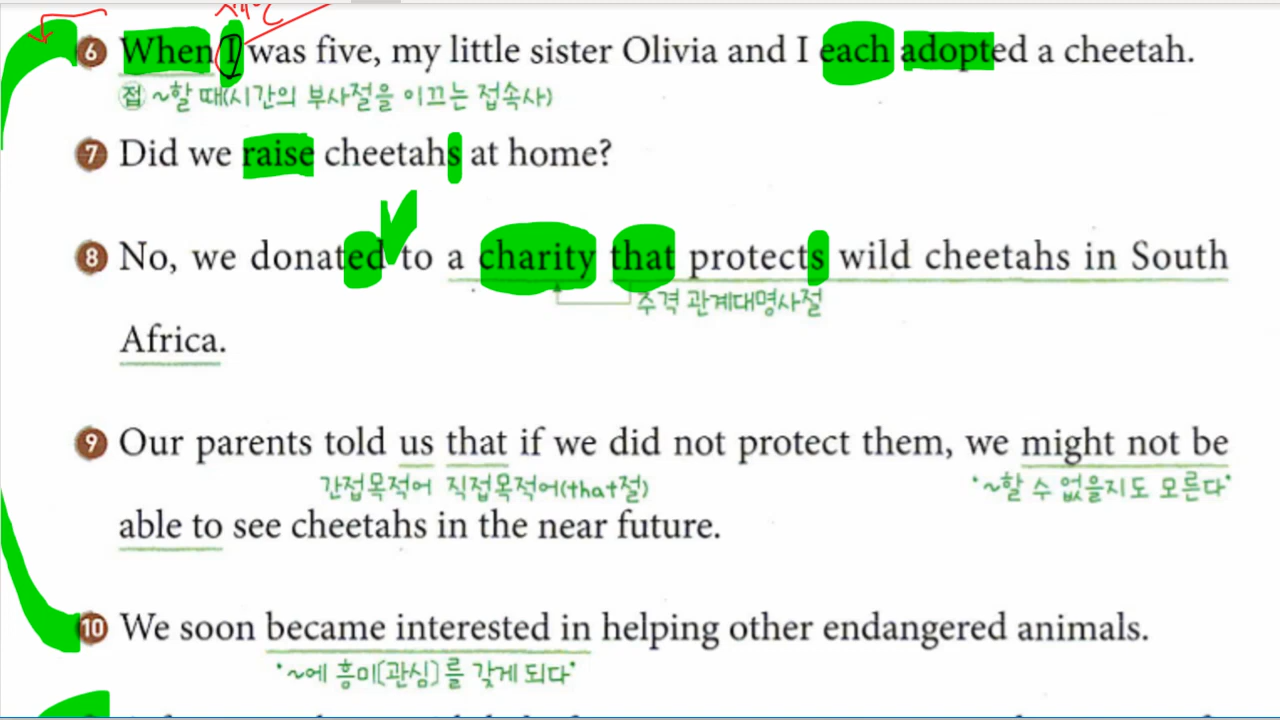 6 When I was five, my little sister Olivia and I each adopted a cheetah.
접 ~할 때(시간의 부사절을 이끄는 접속사)
7 Did we raise cheetahs at home?
8 No, we donated to a charity that protects wild cheetahs in South
주격 관계대명사절
Africa.
9 Our parents told us that if we did not protect them, we might not be
간접목적어 직접목적어(that절) '~할 수 없을지도 모른다'
able to see cheetahs in the near future.
10 We soon became interested in helping other endangered animals.
'~에 흥미[관심]를 갖게 되다'